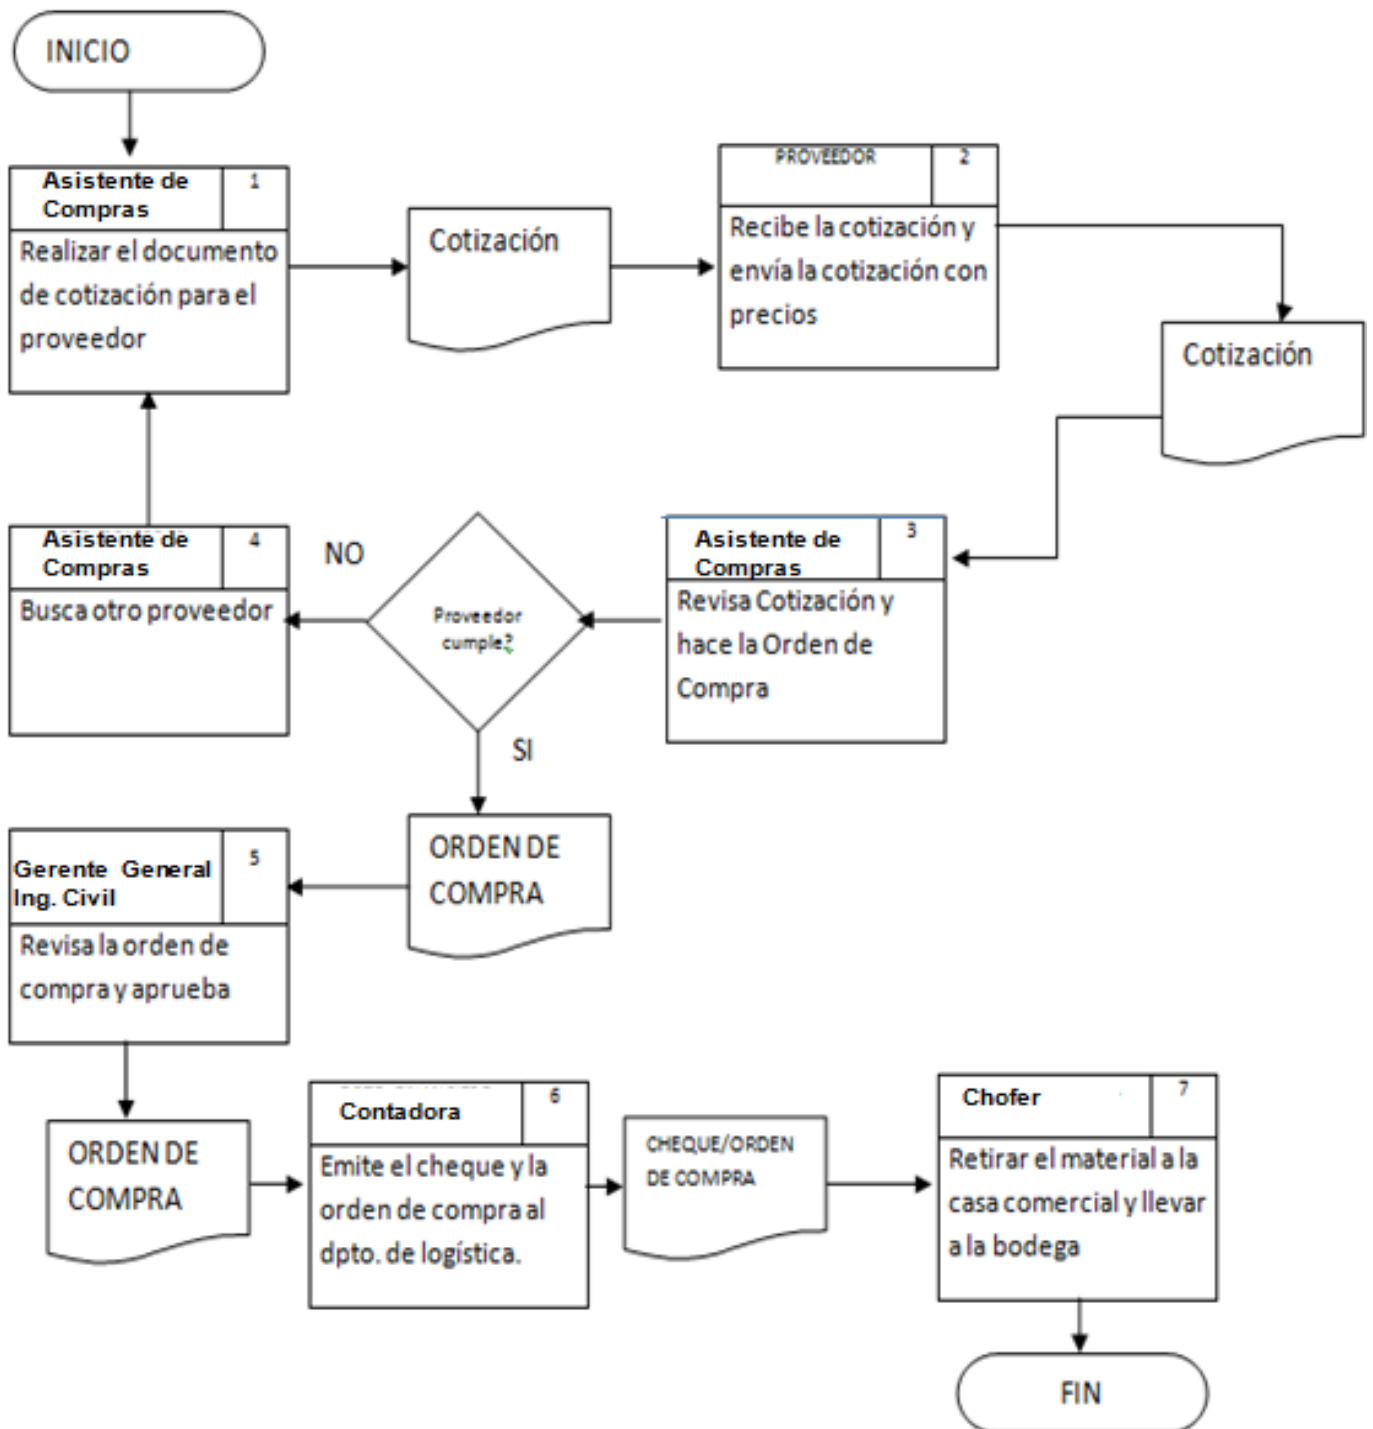 INICIO
Asistente de
Compras
1
Realizar el documento
de cotización para el
proveedor
Cotización
PROVEEDOR
2
Recibe la cotización y
envía la cotización con
precios
Cotización
Asistente de
Compras
3
Revisa Cotización y
hace la Orden de
Compra
Proveedor
cumple?
NO
SI
Asistente de
Compras
4
Busca otro proveedor
ORDEN DE
COMPRA
Gerente General
Ing. Civil
5
Revisa la orden de
compra y aprueba
ORDEN DE
COMPRA
Contadora
6
Emite el cheque y la
orden de compra al
dpto. de logística.
CHEQUE/ORDEN
DE COMPRA
Chofer
7
Retirar el material a la
casa comercial y llevar
a la bodega
FIN